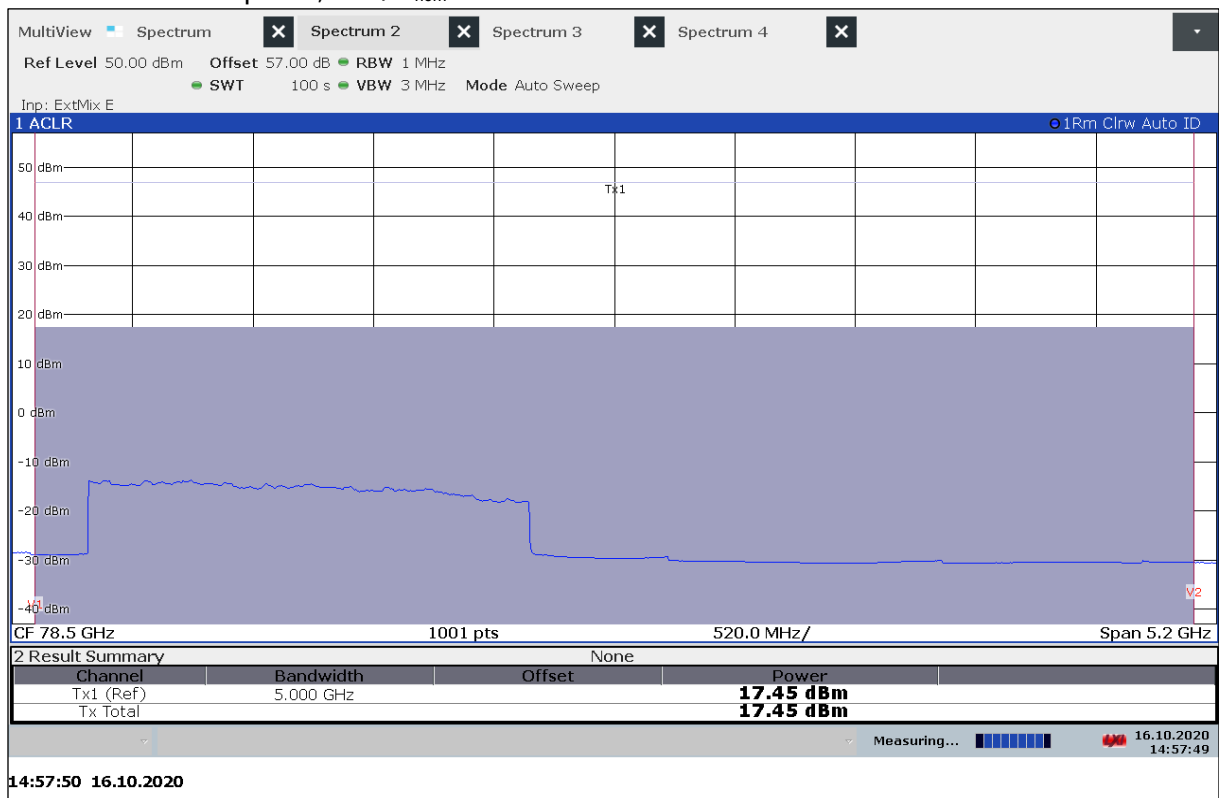 MultiView Spectrum Spectrum 2 Spectrum 3 Spectrum 4
Ref Level 50.00 dBm Offset 57.00 dB RBW 1 MHz
SWT 100 s VBW 3 MHz Mode Auto Sweep
Inp: ExtMix E
1 ACLR 1Rm Clrw Auto ID
50 dBm
Tx1
40 dBm
30 dBm
20 dBm
10 dBm
0 dBm
-10 dBm
-20 dBm
-30 dBm
V2
V1
-40 dBm
CF 78.5 GHz 1001 pts 520.0 MHz/ Span 5.2 GHz
2 Result Summary None
Channel Bandwidth Offset Power
Tx1 (Ref) 5.000 GHz 17.45 dBm
Tx Total 17.45 dBm
Measuring... 16.10.2020
14:57:49
14:57:50 16.10.2020